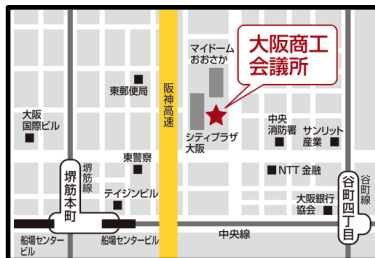 マイドーム
おおさか
大阪商工
会議所
東郵便局
阪神高速
大阪
国際ビル
シティプラザ
大阪
中央
消防署
サンリット
産業
堺筋線
東警察
NTT 金融
谷町線
堺筋本町
テイジンビル
大阪銀行
協会
谷町四丁目
船場センター
ビル
船場センタービル
中央線